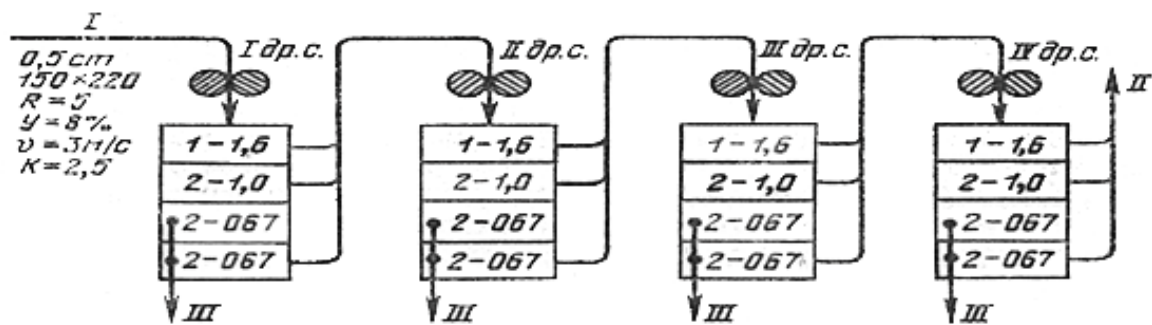 I
0,5 ст
150×220
R=5
У=8%
υ=3м/с
К=2,5
I др.с.
1-1,6
2-1,0
2-067
2-067
III
II др.с.
1-1,6
2-1,0
2-067
2-067
III
III др.с.
1-1,6
2-1,0
2-067
2-067
III
IV др.с.
1-1,6
2-1,0
2-067
2-067
III
II